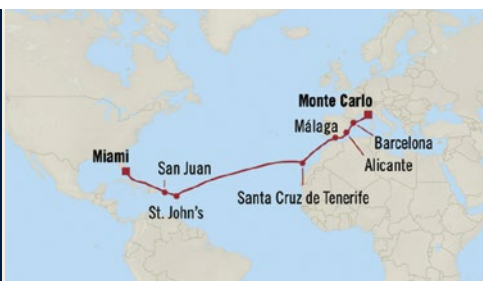 Monte Carlo
Málaga
Barcelona
Miami
San Juan
Alicante
Santa Cruz de Tenerife
St. John's